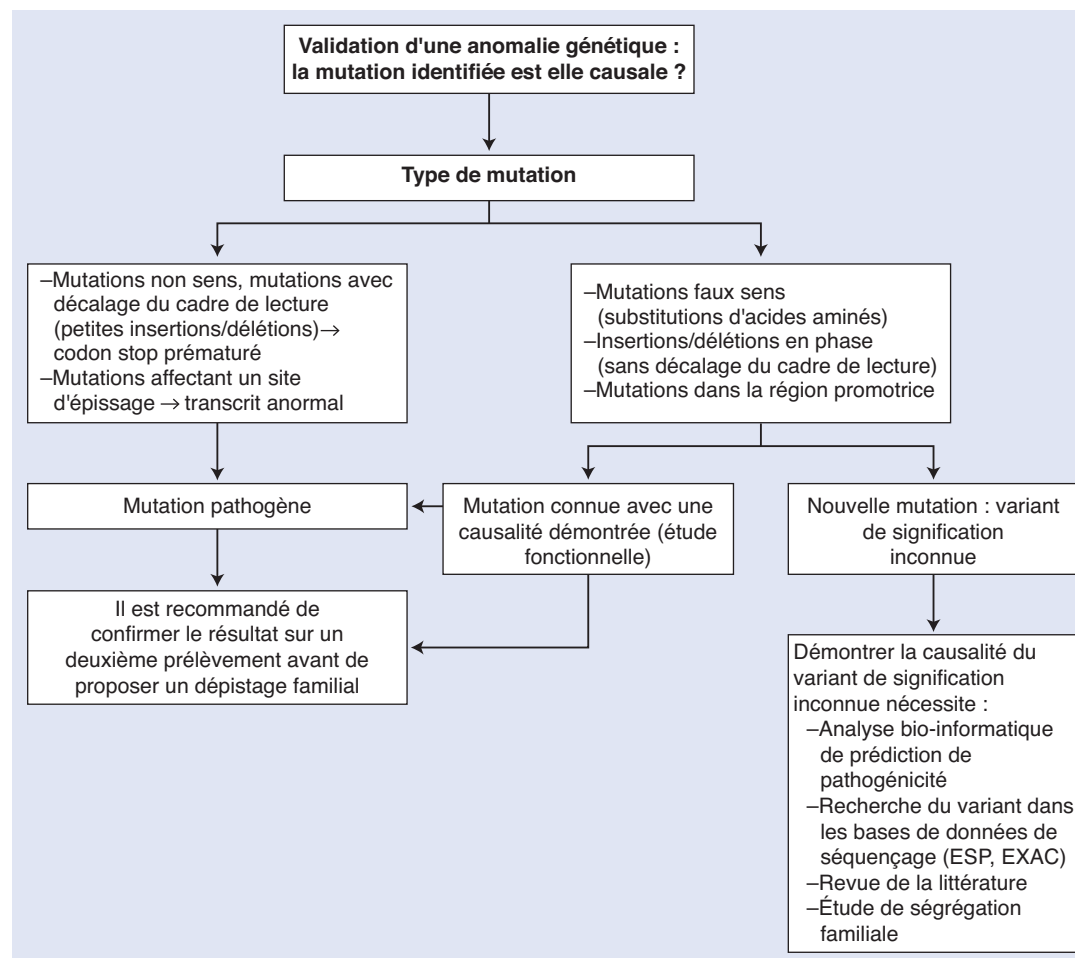 Validation d'une anomalie génétique :
la mutation identifiée est elle causale ?
Type de mutation
–Mutations non sens, mutations avec
décalage du cadre de lecture
(petites insertions/délétions)→
codon stop prématuré
–Mutations affectant un site
d'épissage → transcrit anormal
–Mutations faux sens
(substitutions d'acides aminés)
–Insertions/délétions en phase
(sans décalage du cadre de lecture)
–Mutations dans la région promotrice
Mutation pathogène
Mutation connue avec une
causalité démontrée (étude
fonctionnelle)
Nouvelle mutation : variant
de signification
inconnue
Il est recommandé de
confirmer le résultat sur un
deuxième prélèvement avant de
proposer un dépistage familial
Démontrer la causalité du
variant de signification
inconnue nécessite :
–Analyse bio-informatique
de prédiction de
pathogénicité
–Recherche du variant dans
les bases de données de
séquençage (ESP, EXAC)
–Revue de la littérature
–Étude de ségrégation
familiale